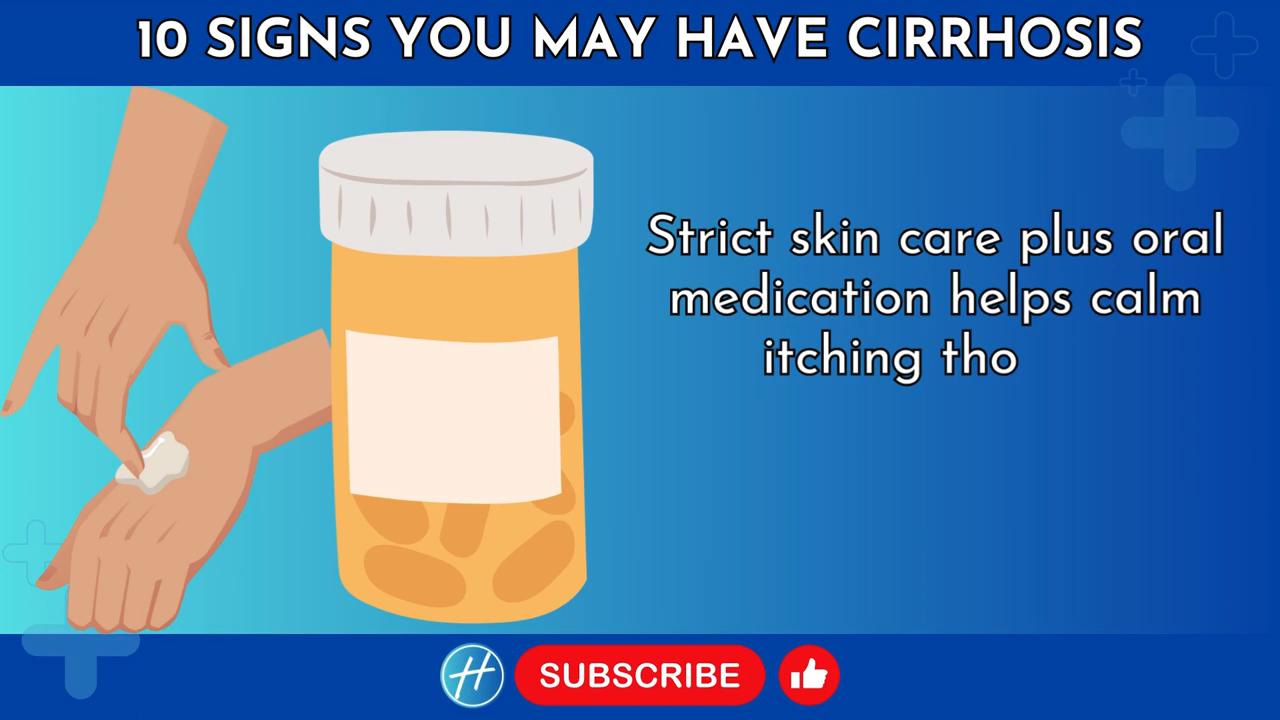 10 SIGNS YOU MAY HAVE CIRRHOSIS
Strict skin care plus oral
medication helps calm
itching tho
SUBSCRIBE